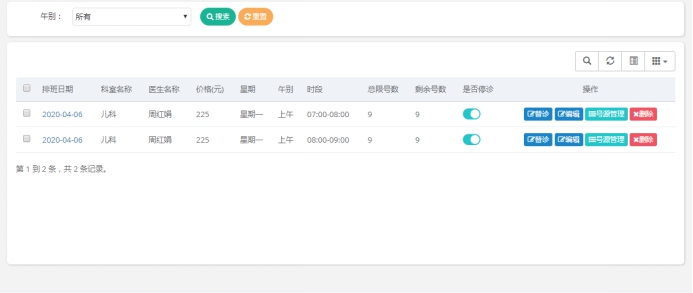 午别： 所有 搜索 重置
排班日期 科室名称 医生名称 价格(元) 星期 午别 时段 总限号数 剩余号数 是否停诊 操作
2020-04-06 儿科 周红娟 225 星期一 上午 07:00-08:00 9 9 替诊 编辑 号源管理 删除
2020-04-06 儿科 周红娟 225 星期一 上午 08:00-09:00 9 9 替诊 编辑 号源管理 删除
第 1 到 2 条，共 2 条记录。